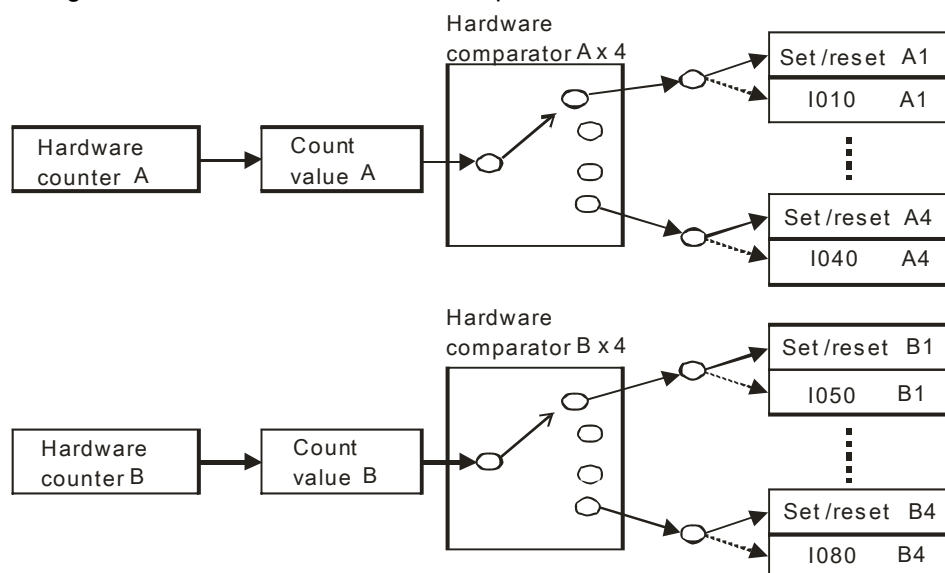 Hardware
comparator A x 4
Set/reset A1
I010 A1
Hardware
counter A
Count
value A
Set/reset A4
I040 A4
Hardware
comparator B x 4
Set/reset B1
I050 B1
Hardware
counter B
Count
value B
Set/reset B4
I080 B4